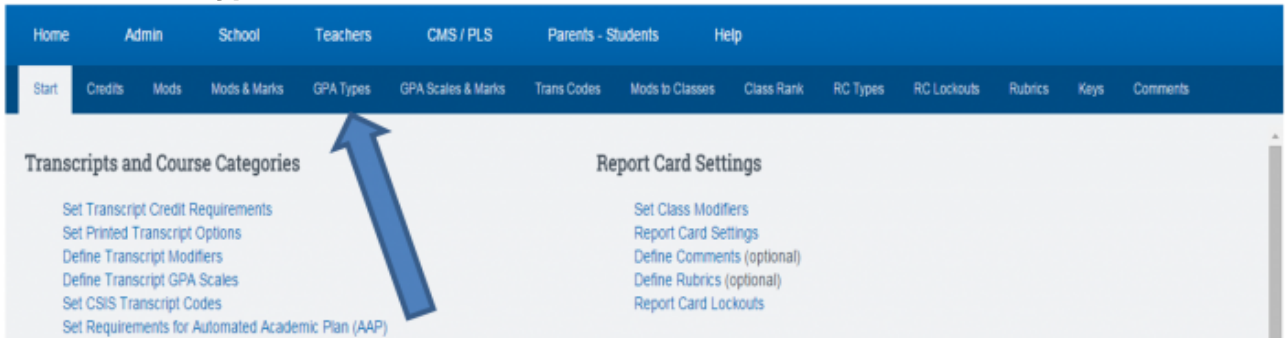 Home Admin School Teachers CMS / PLS Parents - Students Help
Start Credits Mods Mods & Marks GPA Types GPA Scales & Marks Trans Codes Mods to Classes Class Rank RC Types RC Lockouts Rubrics Keys Comments
Transcripts and Course Categories
Set Transcript Credit Requirements
Set Printed Transcript Options
Define Transcript Modifiers
Define Transcript GPA Scales
Set CSIS Transcript Codes
Set Requirements for Automated Academic Plan (AAP)
Report Card Settings
Set Class Modifiers
Report Card Settings
Define Comments (optional)
Define Rubrics (optional)
Report Card Lockouts